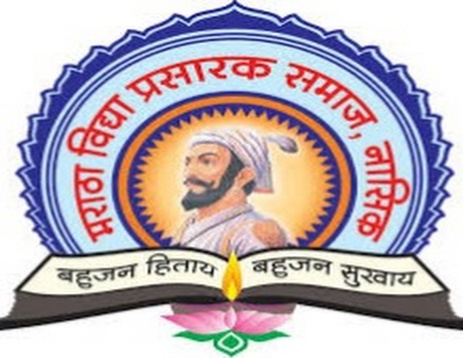 मराठा विद्या प्रसारक समाज, नासिक
बहुजन हिताय बहुजन सुखाय